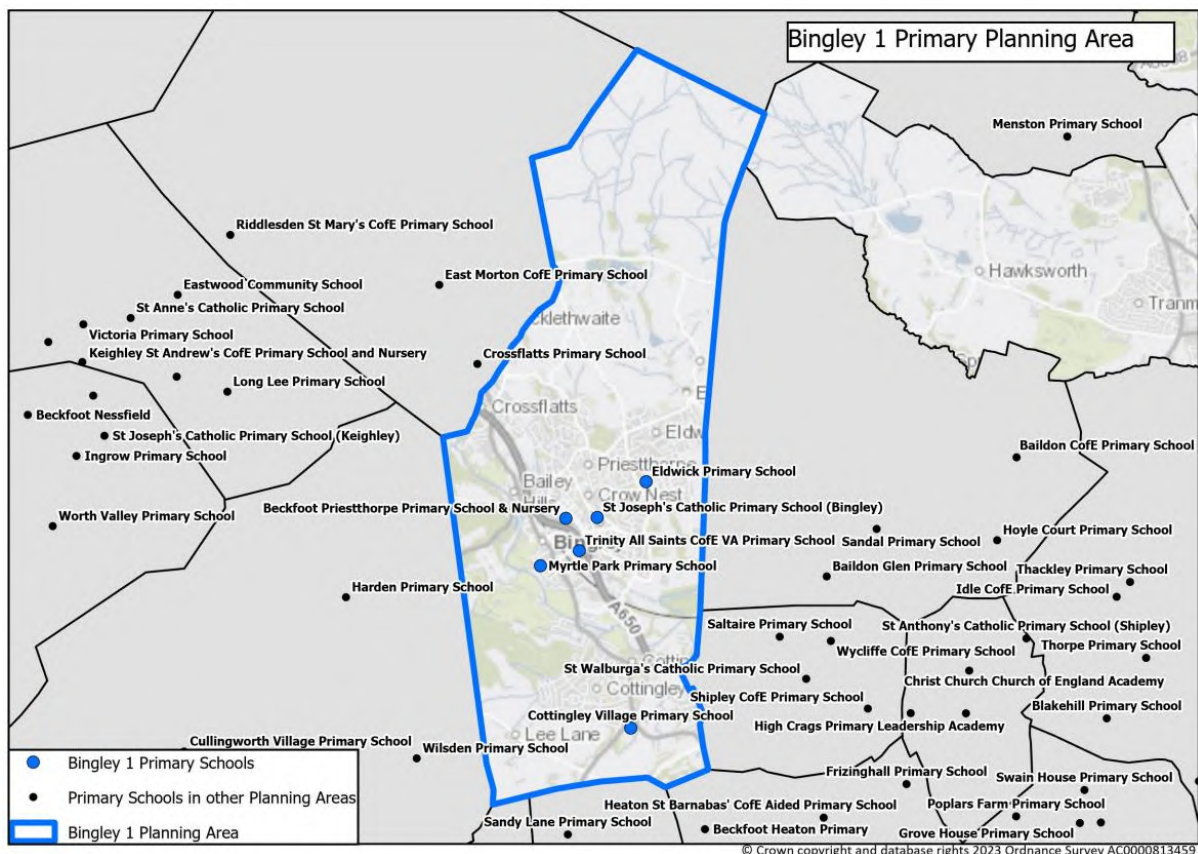 Bingley 1 Primary Planning Area
Menston Primary School
Hawksworth
Riddlesden St Mary's CofE Primary School
East Morton CofE Primary School
Eastwood Community School
St Anne's Catholic Primary School
Victoria Primary School
Keighley St Andrew's CofE Primary School and Nursery
Crossflatts Primary School
Long Lee Primary School
Crossflatts
Beckfoot Nessfield
St Joseph's Catholic Primary School (Keighley)
Ingrow Primary School
Baildon CofE Primary School
Priestthorpe
Eldwick Primary School
Bailey
Crow Nest
Beckfoot Priestthorpe Primary School & Nursery
St Joseph's Catholic Primary School (Bingley)
Worth Valley Primary School
Trinity All Saints CofE VA Primary School
Sandal Primary School
Hoyle Court Primary School
Myrtle Park Primary School
Baildon Glen Primary School
Thackley Primary School
Harden Primary School
Idle CofE Primary School
A650
Saltaire Primary School
St Anthony's Catholic Primary School (Shipley)
Wycliffe CofE Primary School
Thorpe Primary School
St Walburga's Catholic Primary School
Christ Church Church of England Academy
Cottingley
Shipley CofE Primary School
Blakehill Primary School
Cottingley Village Primary School
High Crags Primary Leadership Academy
Lee Lane
Cullingworth Village Primary School
Wilsden Primary School
Frizinghall Primary School
Swain House Primary School
Heaton St Barnabas' CofE Aided Primary School
Poplars Farm Primary School
Sandy Lane Primary School
Beckfoot Heaton Primary
Grove House Primary School
Bingley 1 Primary Schools
Primary Schools in other Planning Areas
Bingley 1 Planning Area
© Crown copyright and database rights 2023 Ordnance Survey AC0000813459